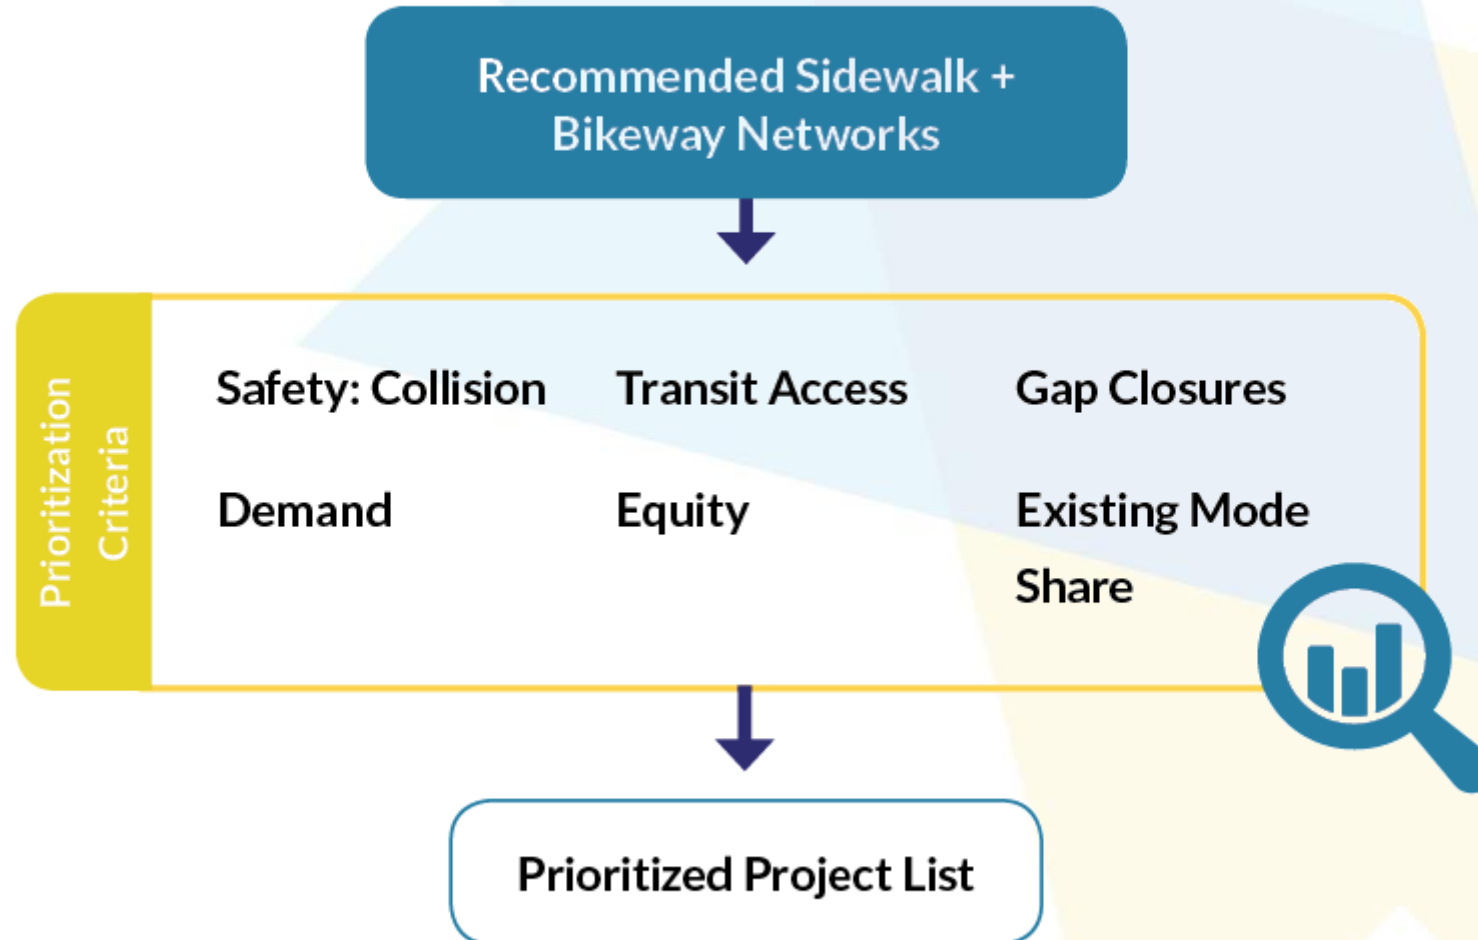 Recommended Sidewalk +
Bikeway Networks
Prioritization
Criteria
Safety: Collision
Transit Access
Gap Closures
Demand
Equity
Existing Mode
Share
Prioritized Project List